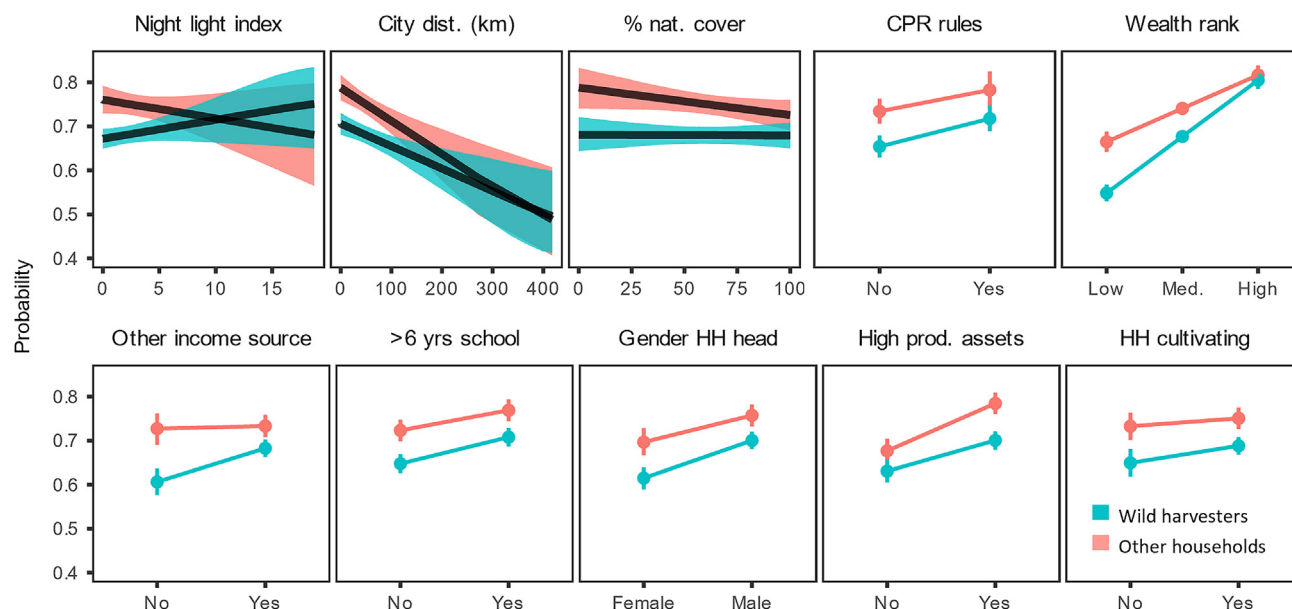 Night light index
City dist. (km)
% nat. cover
CPR rules
Wealth rank
0.8
0.7
0.6
0.5
0.4
0 5 10 15
0 100 200 300 400
0 25 50 75 100
No Yes
Low Med. High
Probability
Other income source
>6 yrs school
Gender HH head
High prod. assets
HH cultivating
0.8
0.7
0.6
0.5
0.4
Wild harvesters
Other households
No Yes
No Yes
Female Male
No Yes
No Yes